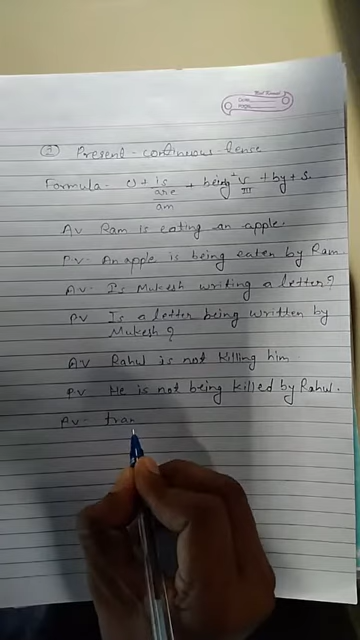 ② Present-continuous tense
Formula- o + is/are/am + being + v III + by + s.
Av Ram is eating an apple.
Pv- An apple is being eaten by Ram
Av- Is Mukesh writing a letter?
Pv Is a letter being written by
Mukesh?
Av Rahul is not killing him.
Pv He is not being killed by Rahul.
Av- tra